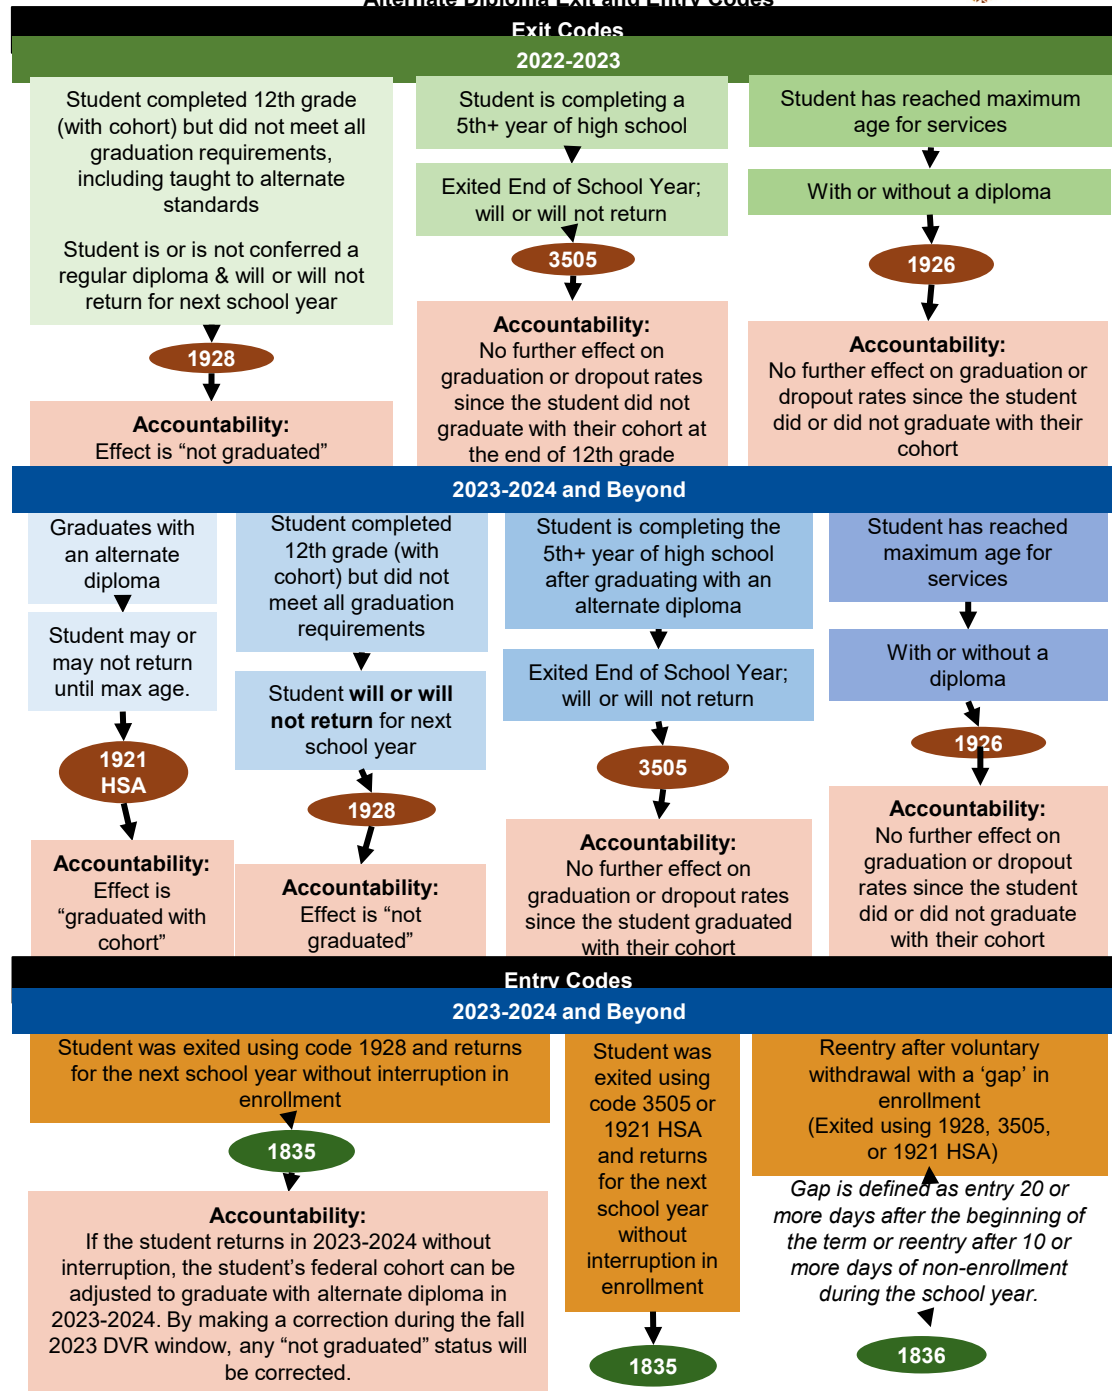 Alternate Diploma Exit and Entry Codes
Exit Codes
2022-2023
Student completed 12th grade
(with cohort) but did not meet all
graduation requirements,
including taught to alternate
standards
Student is or is not conferred a
regular diploma & will or will not
return for next school year
1928
Accountability:
Effect is “not graduated”
Student is completing a
5th+ year of high school
Exited End of School Year;
will or will not return
3505
Accountability:
No further effect on
graduation or dropout rates
since the student did not
graduate with their cohort at
the end of 12th grade
Student has reached maximum
age for services
With or without a diploma
1926
Accountability:
No further effect on graduation or
dropout rates since the student
did or did not graduate with their
cohort
2023-2024 and Beyond
Graduates with
an alternate
diploma
Student may or
may not return
until max age.
1921
HSA
Accountability:
Effect is
“graduated with
cohort”
Student completed
12th grade (with
cohort) but did not
meet all graduation
requirements
Student will or will
not return for next
school year
1928
Accountability:
Effect is “not
graduated”
Student is completing the
5th+ year of high school
after graduating with an
alternate diploma
Exited End of School Year;
will or will not return
3505
Accountability:
No further effect on
graduation or dropout rates
since the student graduated
with their cohort
Student has reached
maximum age for
services
With or without a
diploma
1926
Accountability:
No further effect on
graduation or dropout
rates since the student
did or did not graduate
with their cohort
Entry Codes
2023-2024 and Beyond
Student was exited using code 1928 and returns
for the next school year without interruption in
enrollment
1835
Accountability:
If the student returns in 2023-2024 without
interruption, the student’s federal cohort can be
adjusted to graduate with alternate diploma in
2023-2024. By making a correction during the fall
2023 DVR window, any “not graduated” status will
be corrected.
Student was
exited using
code 3505 or
1921 HSA
and returns
for the next
school year
without
interruption in
enrollment
1835
Reentry after voluntary
withdrawal with a ‘gap’ in
enrollment
(Exited using 1928, 3505,
or 1921 HSA)
Gap is defined as entry 20 or
more days after the beginning of
the term or reentry after 10 or
more days of non-enrollment
during the school year.
1836